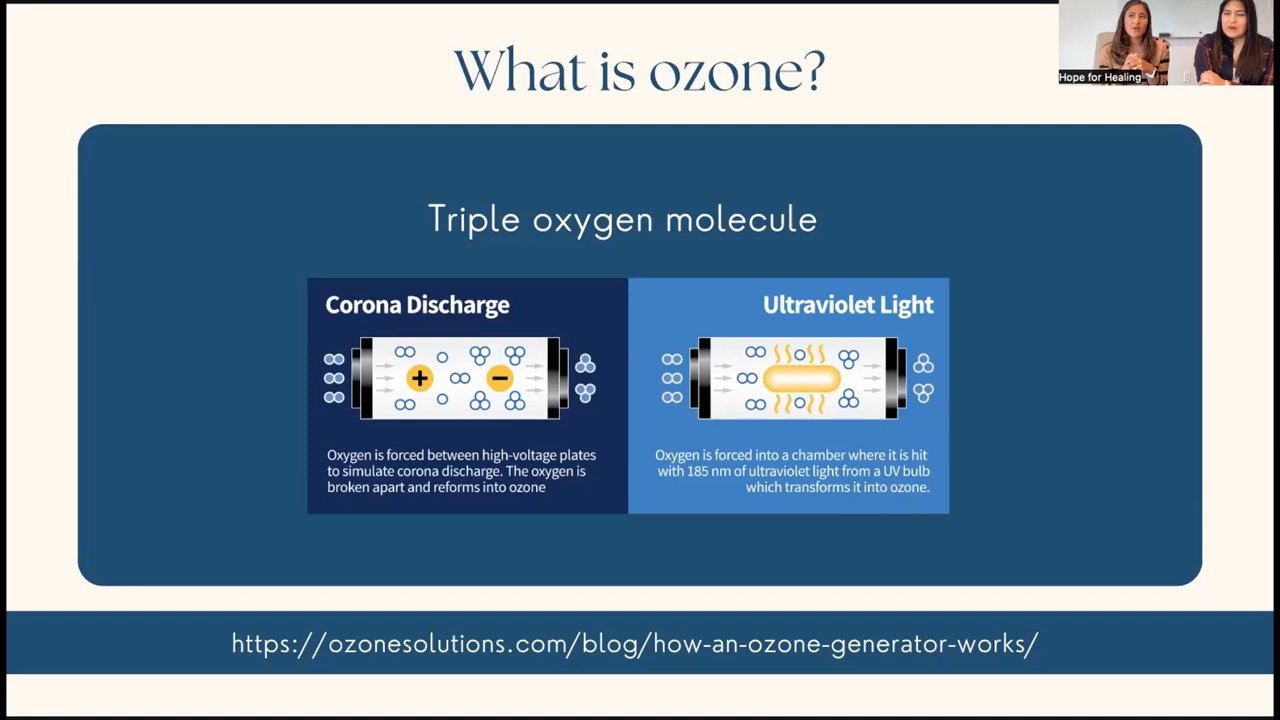 What is ozone?
Hope for Healing
Triple oxygen molecule
Corona Discharge
+
−
Oxygen is forced between high-voltage plates
to simulate corona discharge. The oxygen is
broken apart and reforms into ozone
Ultraviolet Light
Oxygen is forced into a chamber where it is hit
with 185 nm of ultraviolet light from a UV bulb
which transforms it into ozone.
https://ozonesolutions.com/blog/how-an-ozone-generator-works/